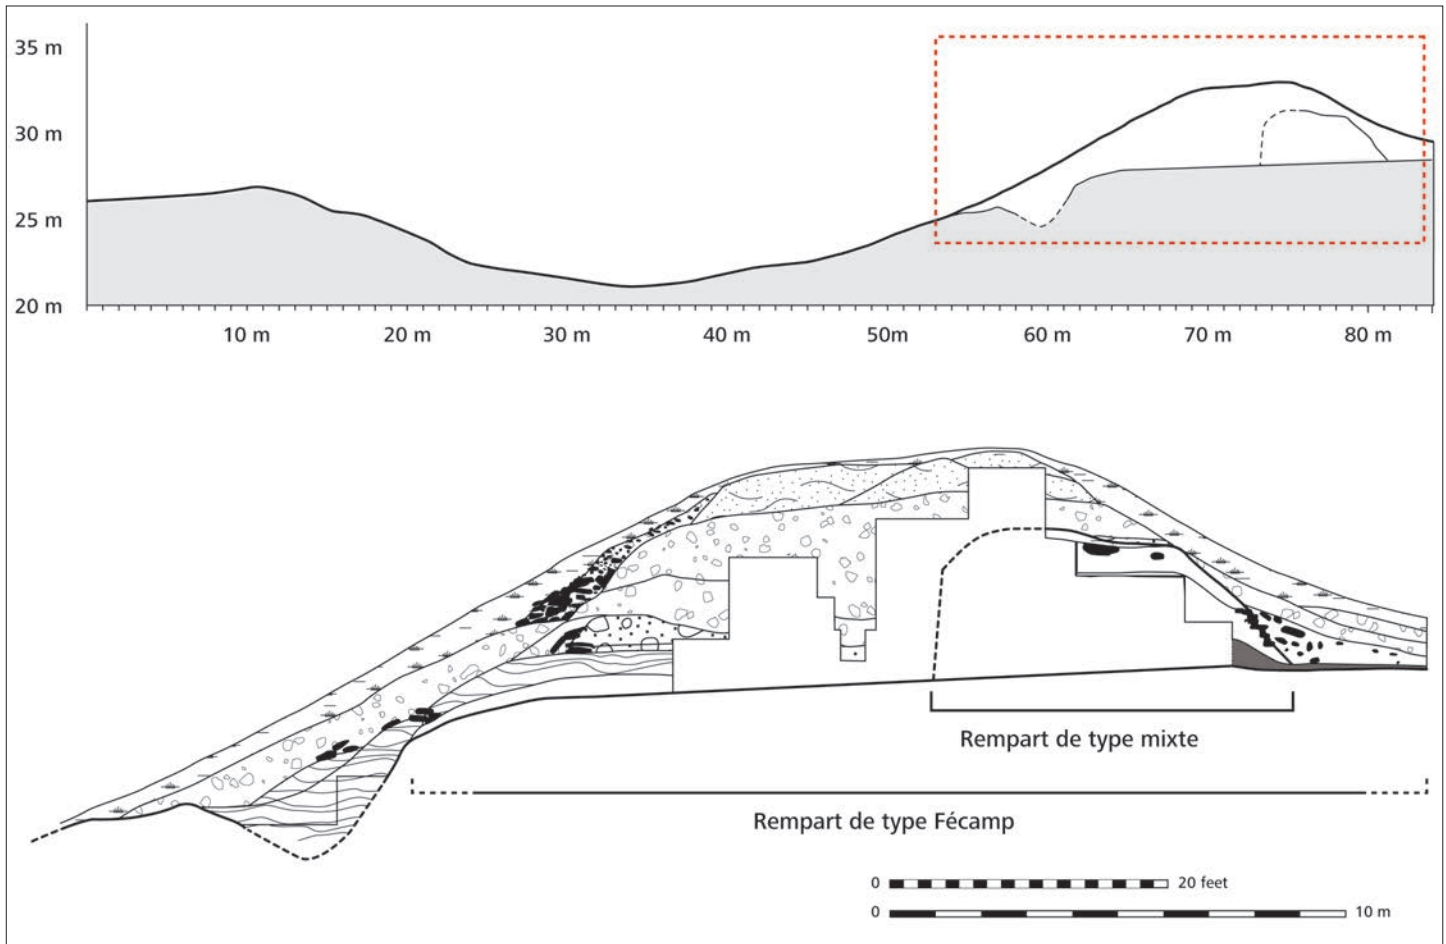 35 m
30 m
25 m
20 m
10 m 20 m 30 m 40 m 50m 60 m 70 m 80 m
Rempart de type mixte
Rempart de type Fécamp
0 20 feet
0 10 m